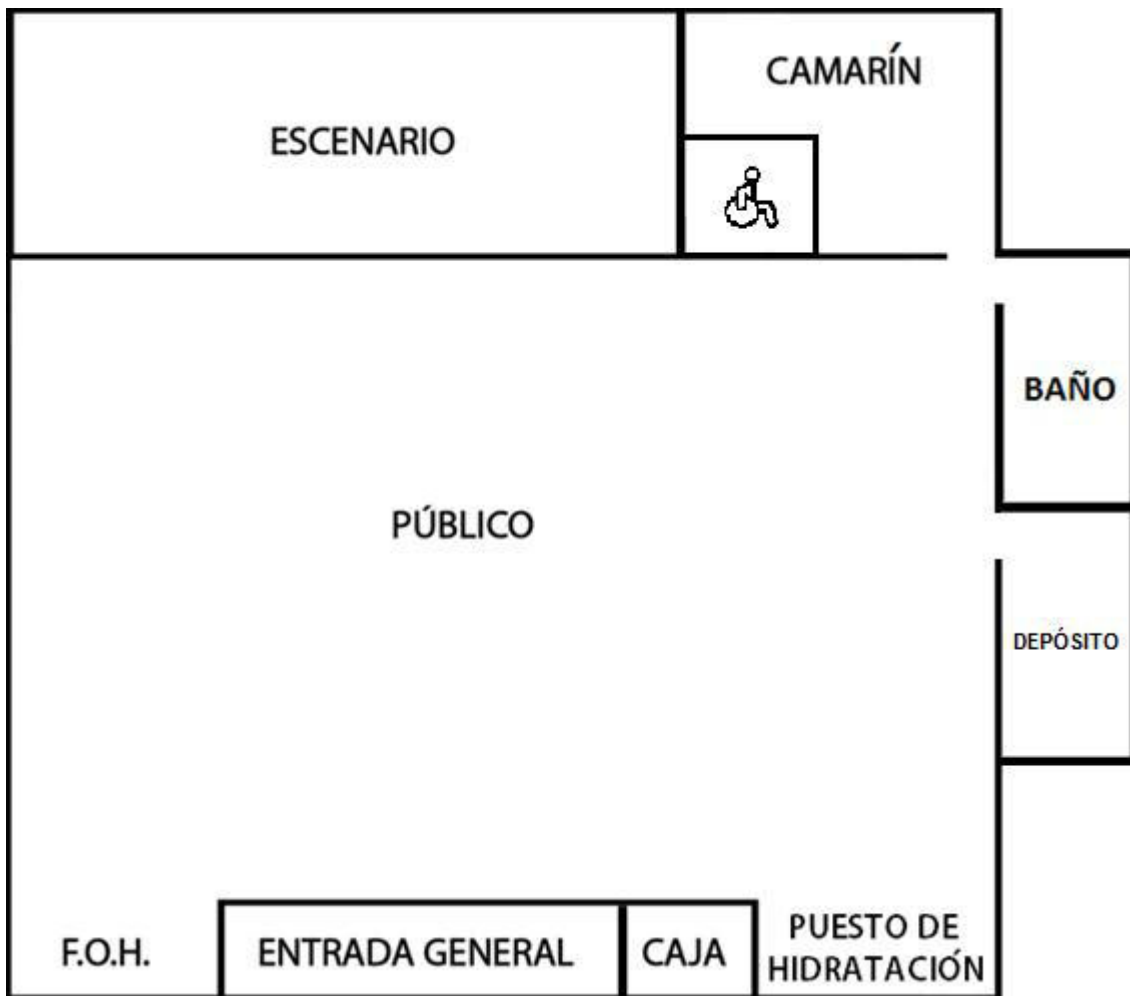 CAMARÍN
ESCENARIO
BAÑO
PÚBLICO
DEPÓSITO
F.O.H.
ENTRADA GENERAL
CAJA
PUESTO DE
HIDRATACIÓN